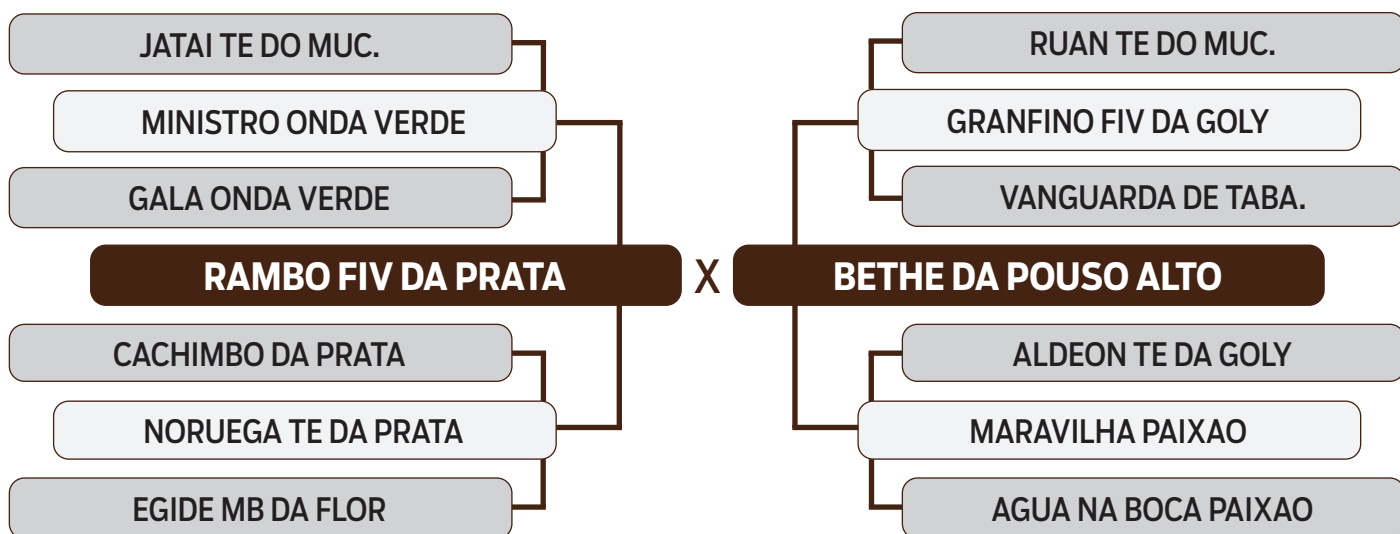 JATAI TE DO MUC.
RUAN TE DO MUC.
MINISTRO ONDA VERDE
GRANFINO FIV DA GOLY
GALA ONDA VERDE
VANGUARDA DE TABA.
RAMBO FIV DA PRATA X BETHE DA POUSO ALTO
CACHIMBO DA PRATA
ALDEON TE DA GOLY
NORUEGA TE DA PRATA
MARAVILHA PAIXAO
EGIDE MB DA FLOR
AGUA NA BOCA PAIXAO